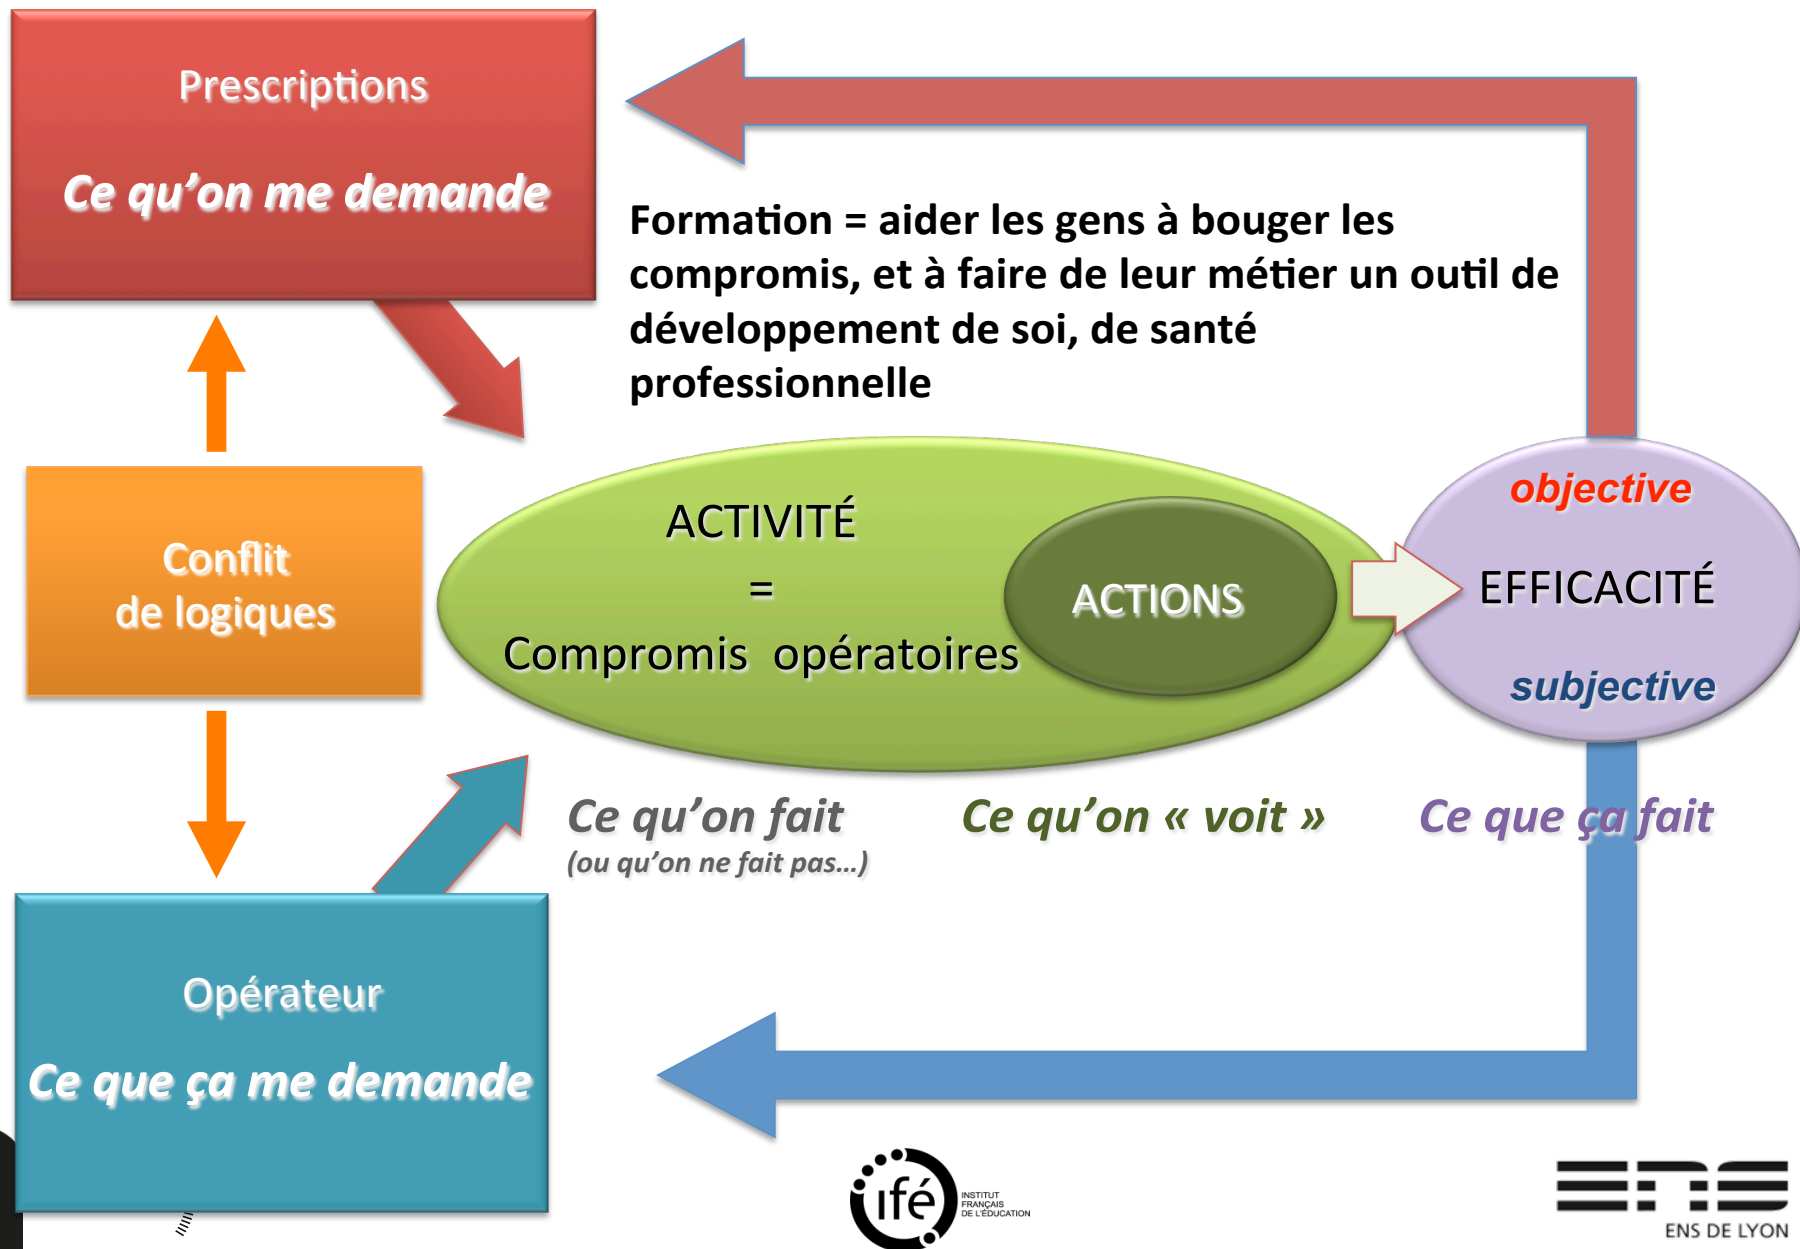 Prescriptions
Ce qu’on me demande
Formation = aider les gens à bouger les
compromis, et à faire de leur métier un outil de
développement de soi, de santé
professionnelle
Conflit
de logiques
ACTIVITÉ
=
Compromis opératoires
ACTIONS
objective
EFFICACITÉ
subjective
Ce qu’on fait
(ou qu’on ne fait pas...)
Ce qu’on « voit »
Ce que ça fait
Opérateur
Ce que ça me demande
ifé
INSTITUT
FRANÇAIS
DE L'ÉDUCATION
ENS
ENS DE LYON